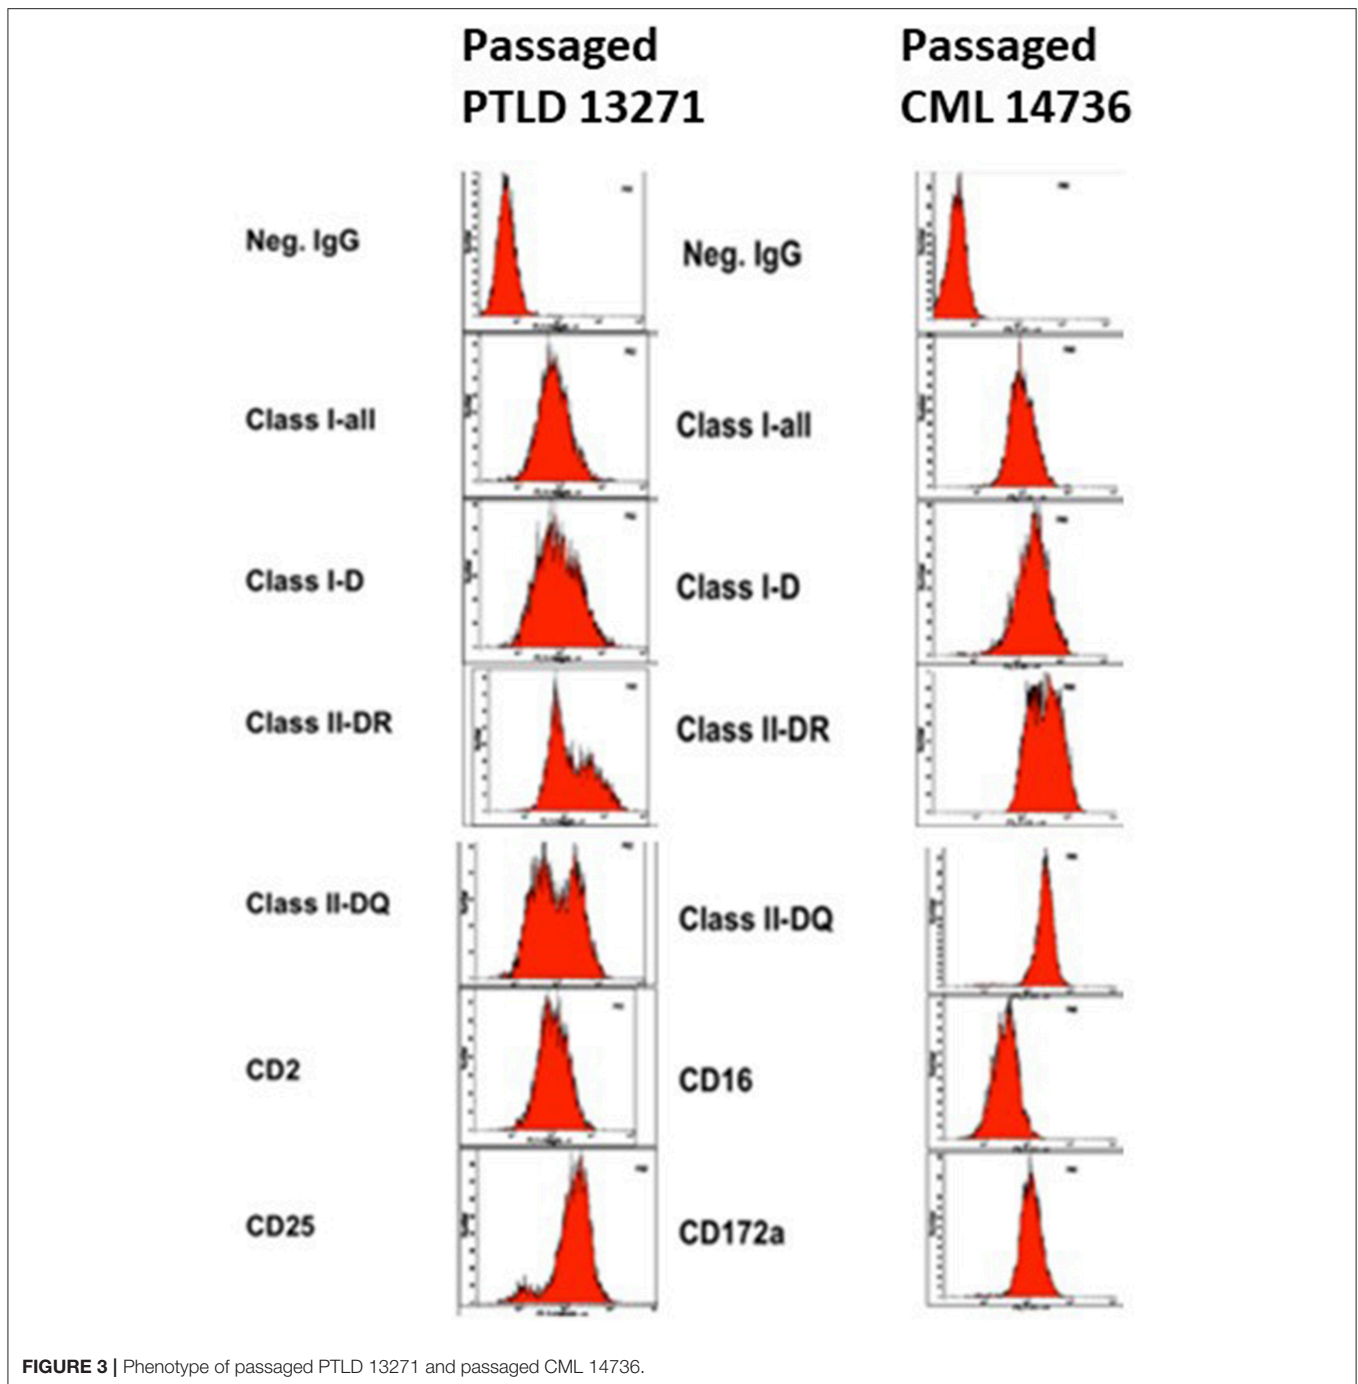 Passaged
PTLD 13271
Passaged
CML 14736
Neg. IgG
Neg. IgG
Class I-all
Class I-all
Class I-D
Class I-D
Class II-DR
Class II-DR
Class II-DQ
Class II-DQ
CD2
CD16
CD25
CD172a
FIGURE 3 | Phenotype of passaged PTLD 13271 and passaged CML 14736.